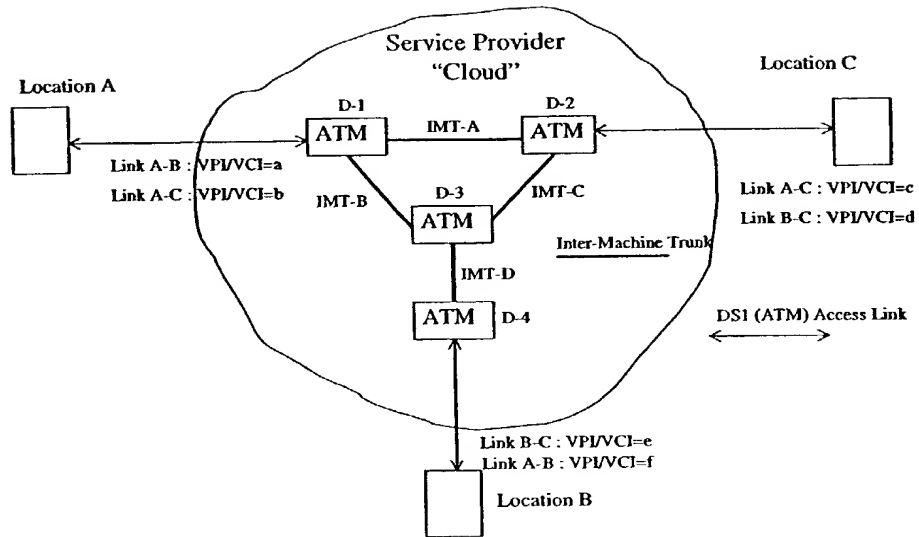 Service Provider
"Cloud"
Location A
Location C
D-1
D-2
ATM
IMT-A
ATM
Link A-B : VPI/VCI=a
Link A-C : VPI/VCI=b
IMT-B
D-3
IMT-C
ATM
Link A-C : VPI/VCI=c
Link B-C : VPI/VCI=d
Inter-Machine Trunk
IMT-D
ATM
D-4
DS1 (ATM) Access Link
Link B-C : VPI/VCI=e
Link A-B : VPI/VCI=f
Location B